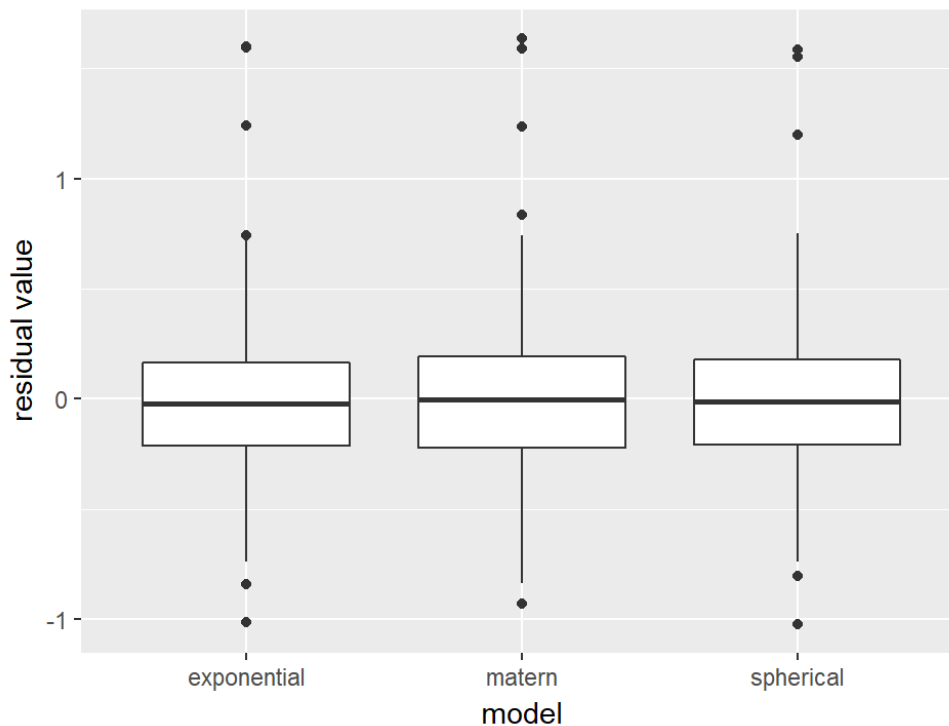 residual value
1
0
-1
exponential matern spherical
model